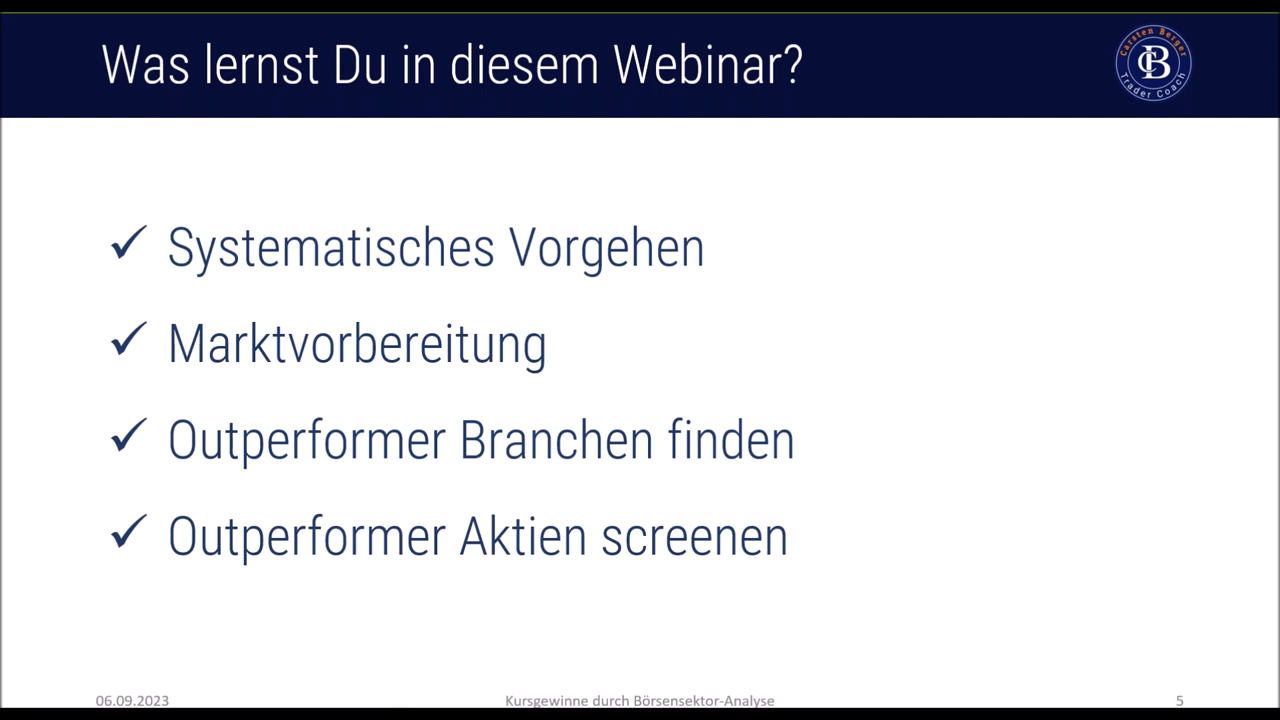 Was lernst Du in diesem Webinar?
Carsten Berger
CB
Trader Coach
✓ Systematisches Vorgehen
✓ Marktvorbereitung
✓ Outperformer Branchen finden
✓ Outperformer Aktien screenen
06.09.2023
Kursgewinne durch Börsensektor-Analyse
5